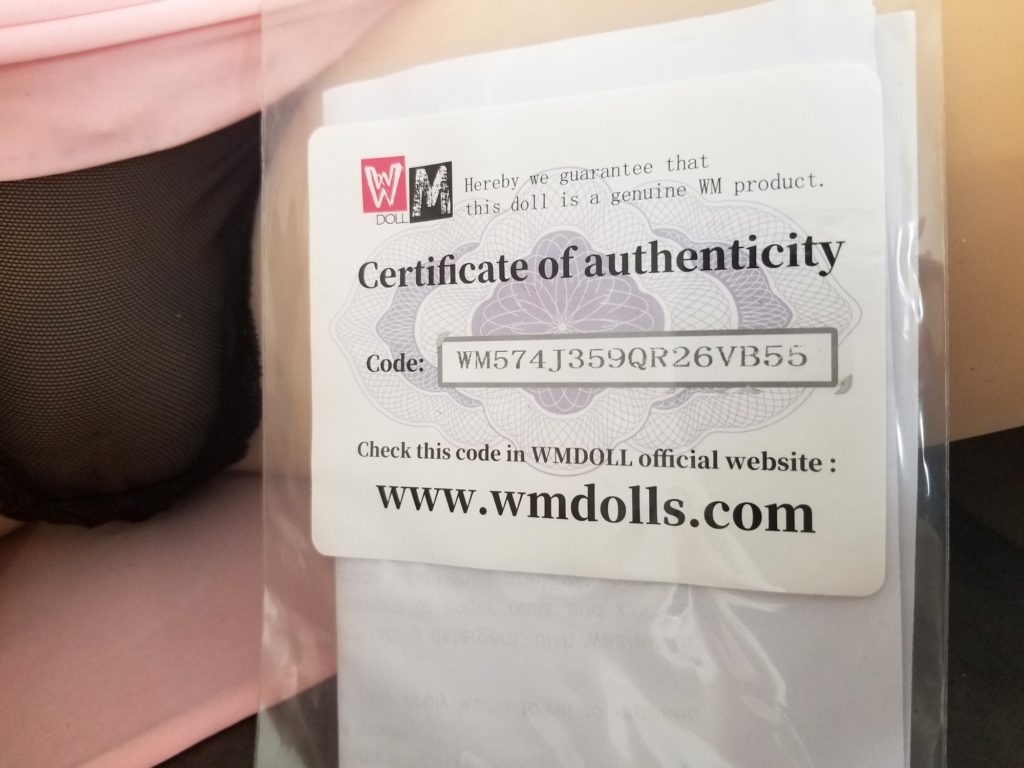 WM
DOLL
Hereby we guarantee that
this doll is a genuine WM product.
Certificate of authenticity
Code: WM574J359QR26VB55
Check this code in WMDOLL official website :
www.wmdolls.com